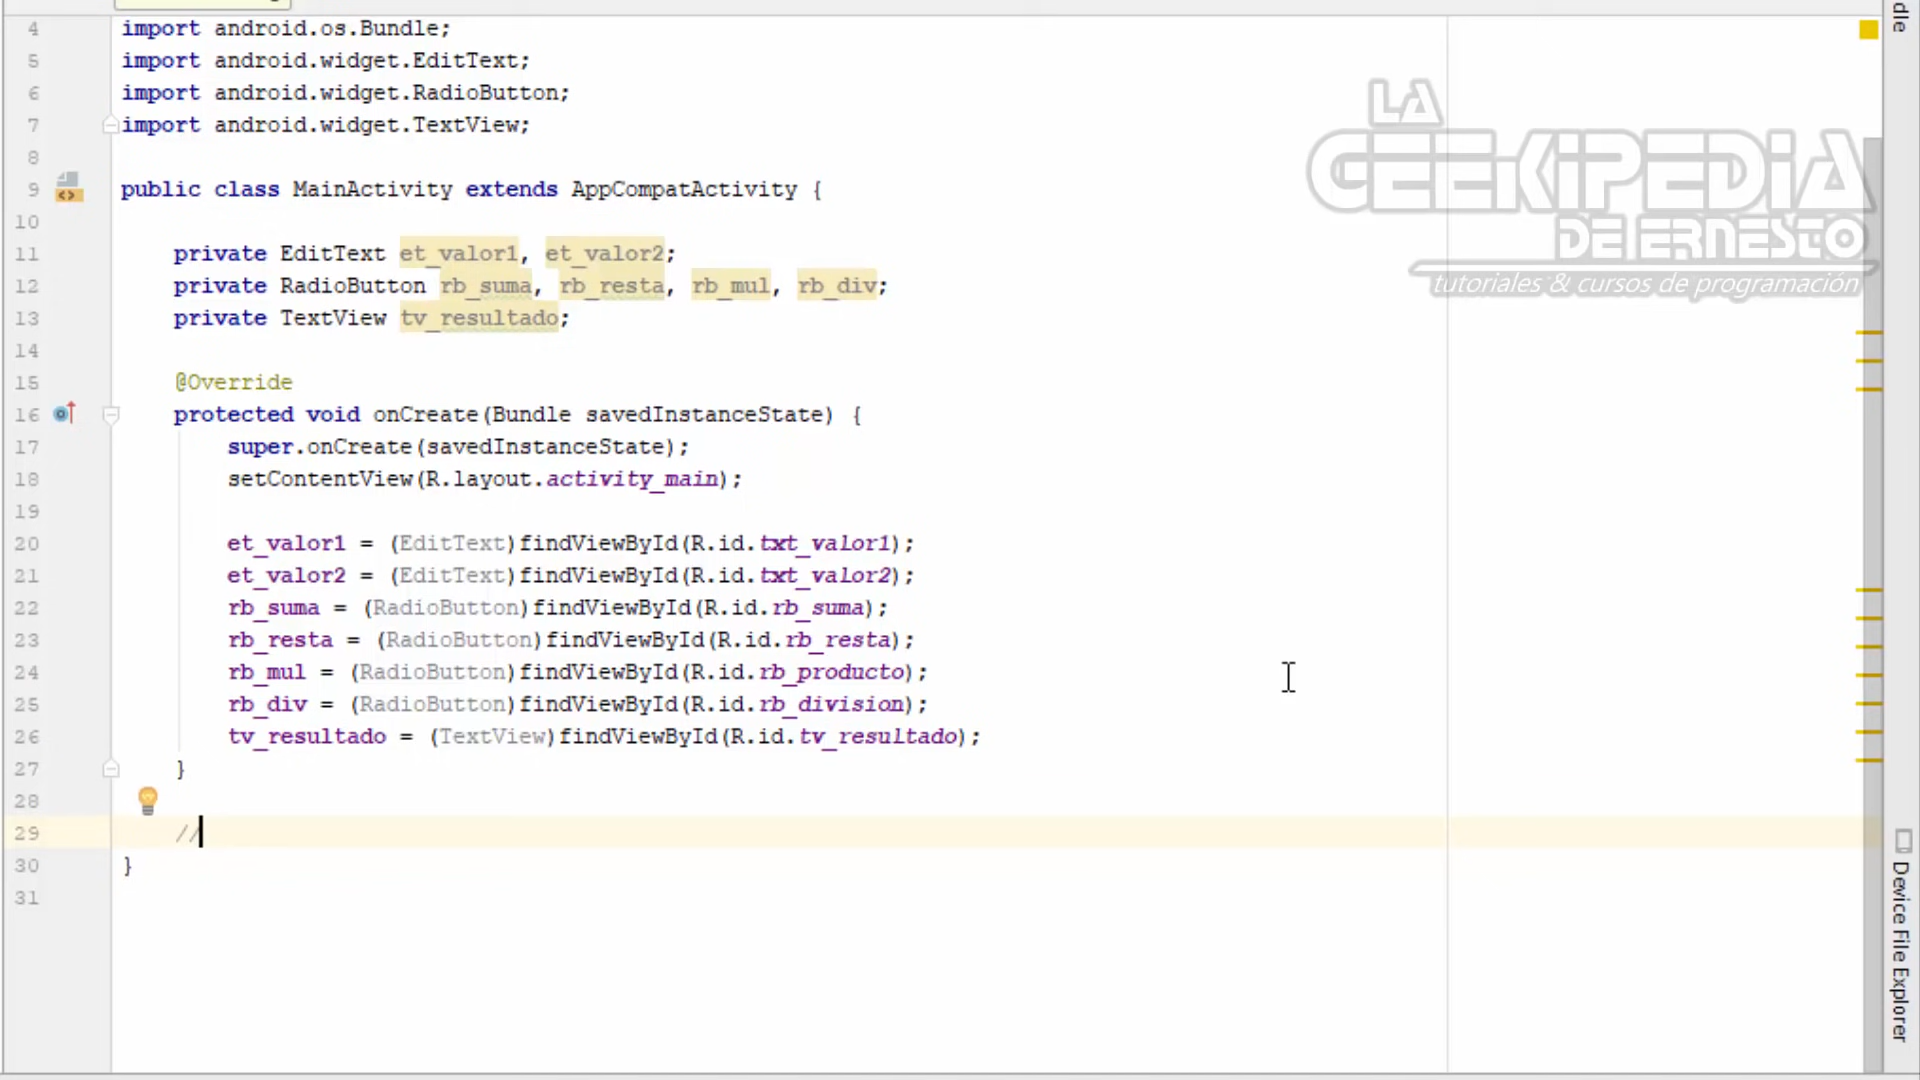 dle
4 import android.os.Bundle;
5 import android.widget.EditText;
6 import android.widget.RadioButton;
7 import android.widget.TextView;
8
9 public class MainActivity extends AppCompatActivity {
10
11 private EditText et_valor1, et_valor2;
12 private RadioButton rb_suma, rb_resta, rb_mul, rb_div;
13 private TextView tv_resultado;
14
15 @Override
16 protected void onCreate(Bundle savedInstanceState) {
17 super.onCreate(savedInstanceState);
18 setContentView(R.layout.activity_main);
19
20 et_valor1 = (EditText)findViewById(R.id.txt_valor1);
21 et_valor2 = (EditText)findViewById(R.id.txt_valor2);
22 rb_suma = (RadioButton)findViewById(R.id.rb_suma);
23 rb_resta = (RadioButton)findViewById(R.id.rb_resta);
24 rb_mul = (RadioButton)findViewById(R.id.rb_producto);
25 rb_div = (RadioButton)findViewById(R.id.rb_division);
26 tv_resultado = (TextView)findViewById(R.id.tv_resultado);
27 }
28
29 //
30 }
31
LA
GEEKIPEDIA
DE ERNESTO
tutoriales & cursos de programación
Device File Explorer